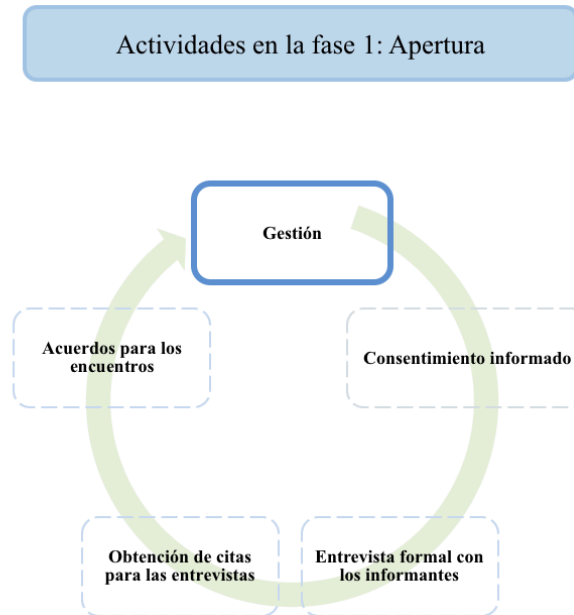 Actividades en la fase 1: Apertura
Gestión
Acuerdos para los
encuentros
Consentimiento informado
Obtención de citas
para las entrevistas
Entrevista formal con
los informantes